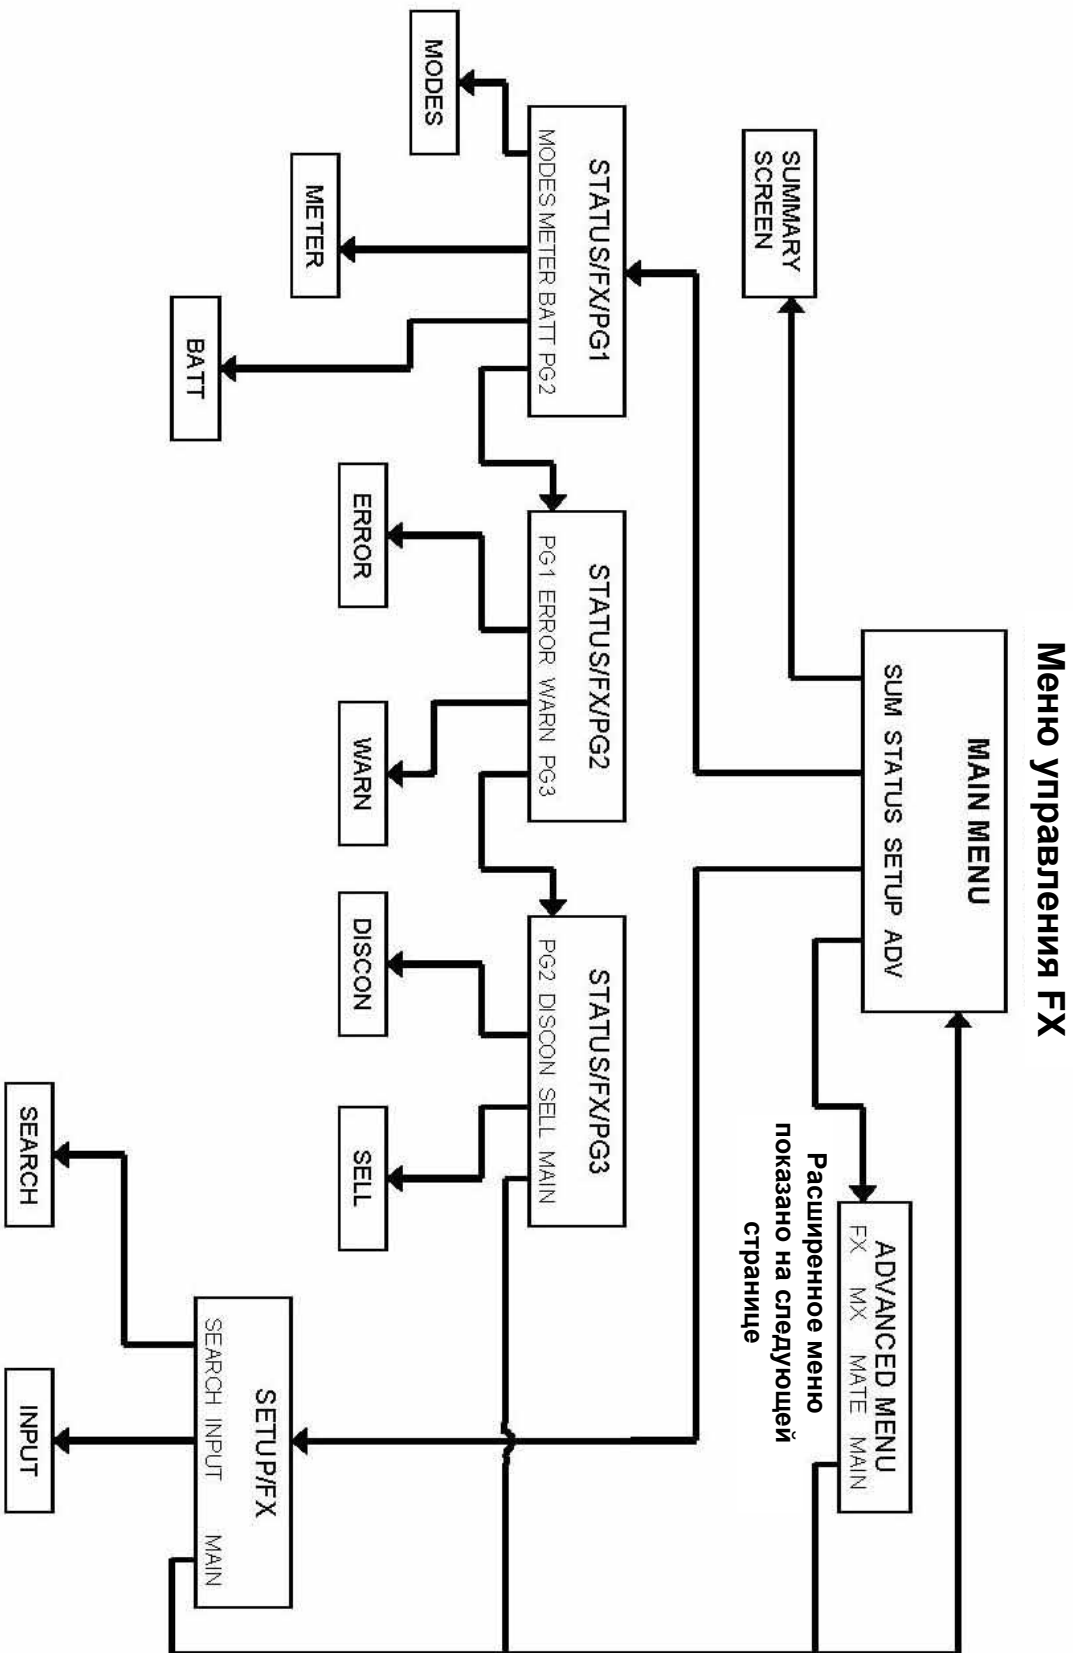 Меню управления FX
MAIN MENU
SUM STATUS SETUP ADV
SUMMARY
SCREEN
ADVANCED MENU
FX MX MATE MAIN
Расширенное меню
показано на следующей
странице
STATUS/FX/PG1
MODES METER BATT PG2
STATUS/FX/PG2
PG1 ERROR WARN PG3
STATUS/FX/PG3
PG2 DISCON SELL MAIN
MODES
METER
BATT
ERROR
WARN
DISCON
SELL
SETUP/FX
SEARCH INPUT MAIN
SEARCH
INPUT